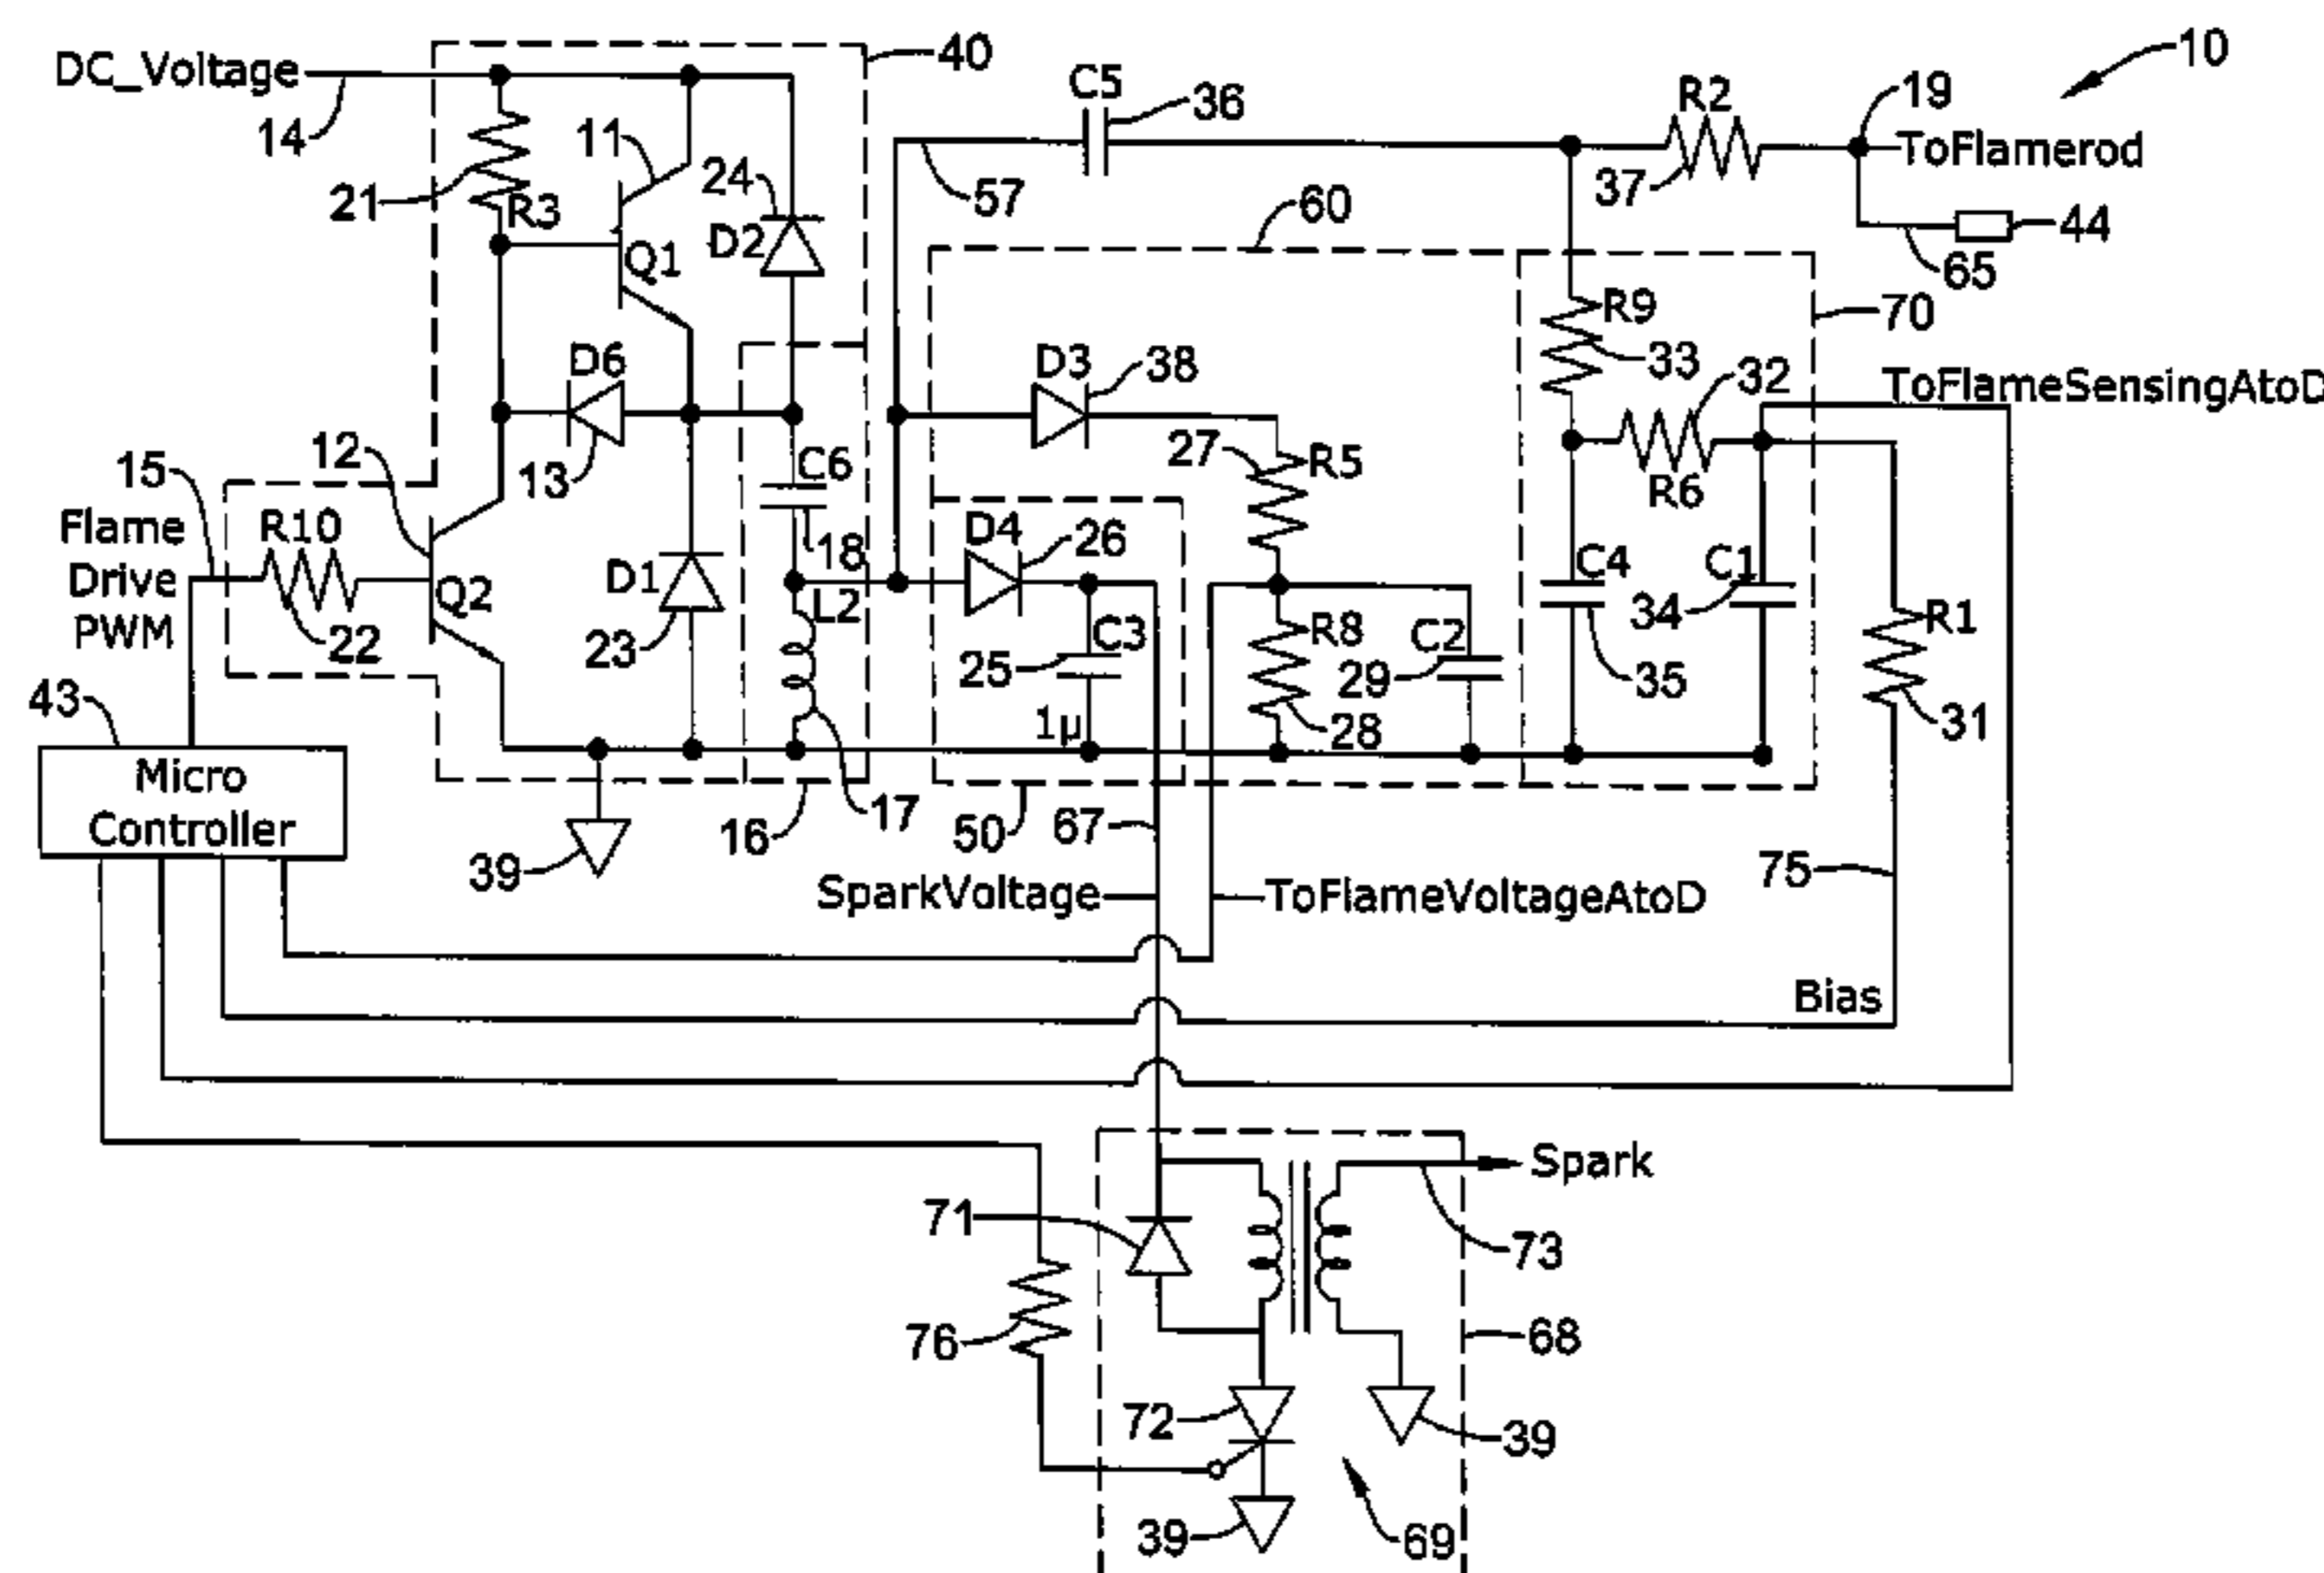 DC_Voltage
40
C5
36
R2
19
10
14
11
24
ToFlamerod
21
R3
57
37
60
44
Q1
D2
65
R9
70
D6
D3
38
33
32
ToFlameSensingAtoD
12
15
13
C6
27
R5
R6
Flame
Drive
PWM
R10
18
D4
26
D1
C4
C1
Q2
L2
34
22
23
C3
R8
C2
R1
25
29
35
43
1µ
28
31
Micro
Controller
39
16
17
50
67
75
SparkVoltage
ToFlameVoltageAtoD
Bias
Spark
71
73
76
68
72
39
39
69